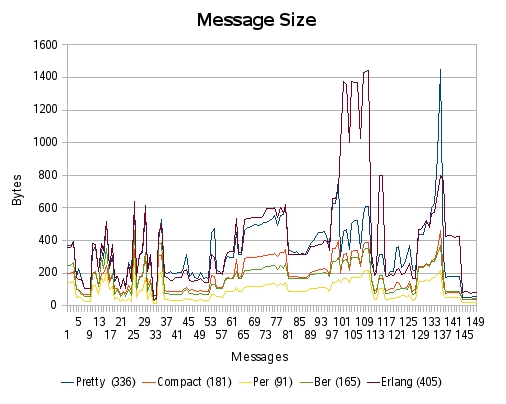 Message Size
1600
1400
1200
1000
800
600
400
200
0
Bytes
5 13 21 29 37 45 53 61 69 77 85 93 101 109 117 125 133 141 149
1 9 17 25 33 41 49 57 65 73 81 89 97 105 113 121 129 137 145
Messages
Pretty (336) Compact (181) Per (91) Ber (165) Erlang (405)